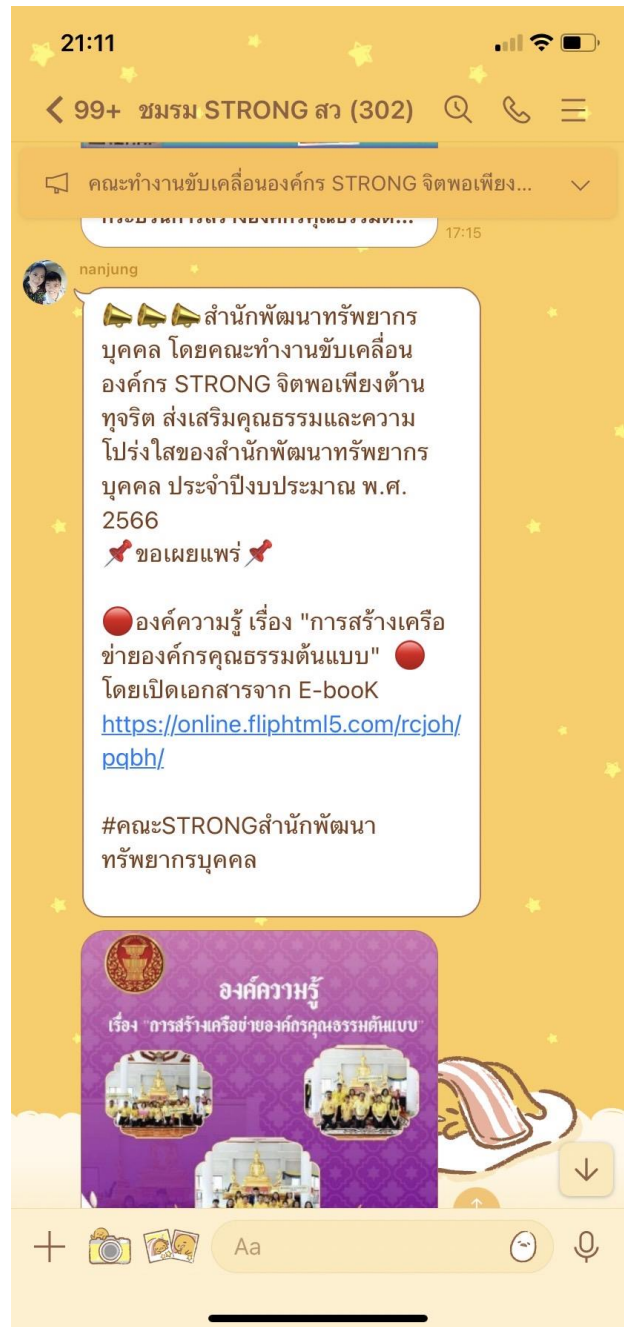 21:11
99+ ชมรม STRONG สว (302)
คณะทำงานขับเคลื่อนองค์กร STRONG จิตพอเพียง...
17:15
nanjung
สำนักพัฒนาทรัพยากร
บุคคล โดยคณะทำงานขับเคลื่อน
องค์กร STRONG จิตพอเพียงต้าน
ทุจริต ส่งเสริมคุณธรรมและความ
โปร่งใสของสำนักพัฒนาทรัพยากร
บุคคล ประจำปีงบประมาณ พ.ศ.
2566
📌ขอเผยแพร่📌
🔴องค์ความรู้ เรื่อง "การสร้างเครือ
ข่ายองค์กรคุณธรรมต้นแบบ" 🔴
โดยเปิดเอกสารจาก E-booK
https://online.fliphtml5.com/rcjoh/
pqbh/
#คณะSTRONGสำนักพัฒนา
ทรัพยากรบุคคล
องค์ความรู้
เรื่อง "การสร้างเครือข่ายองค์กรคุณธรรมต้นแบบ"
Aa